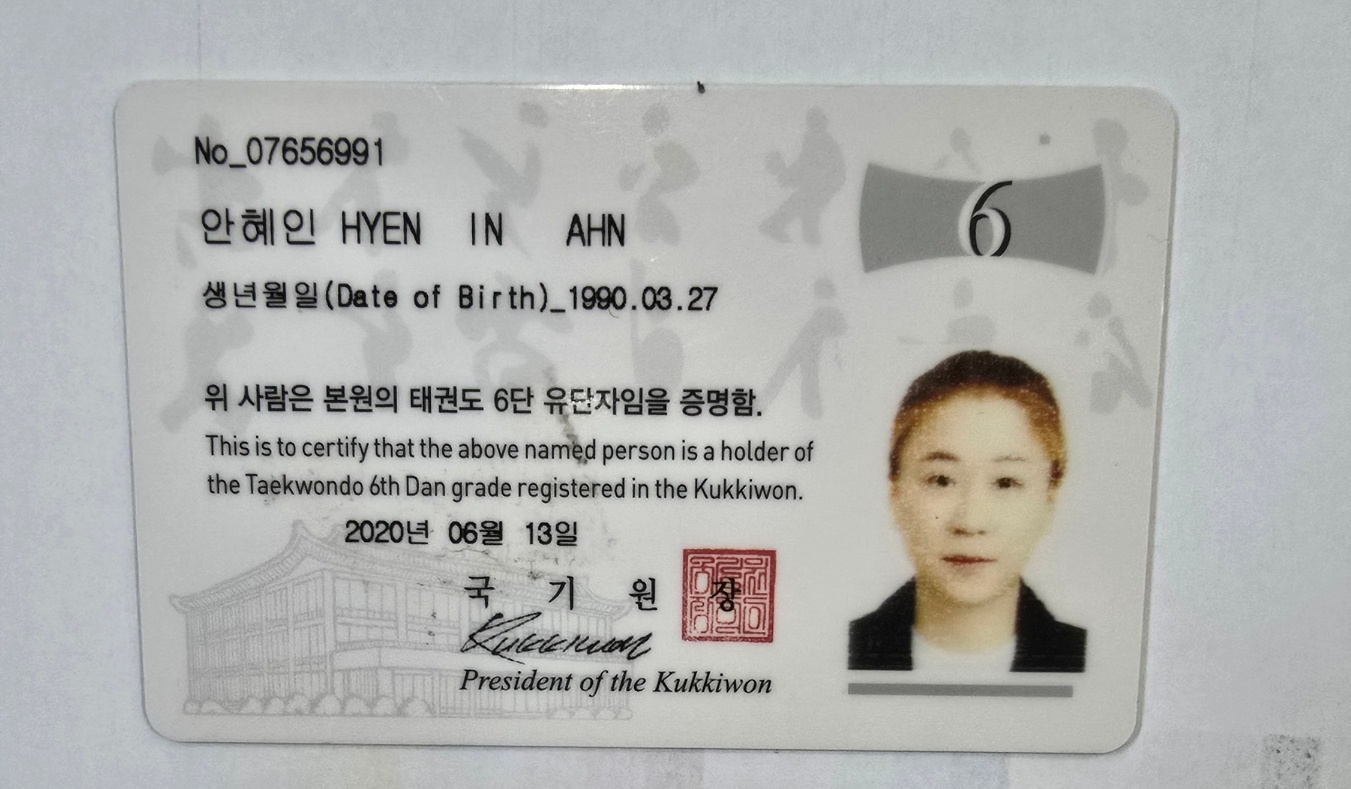 No_07656991
6
안혜인 HYEN IN AHN
생년월일(Date of Birth)_1990.03.27
위 사람은 본원의 태권도 6단 유단자임을 증명함.
This is to certify that the above named person is a holder of
the Taekwondo 6th Dan grade registered in the Kukkiwon.
2020년 06월 13일
국 기 원 장
Kukkiwon
President of the Kukkiwon